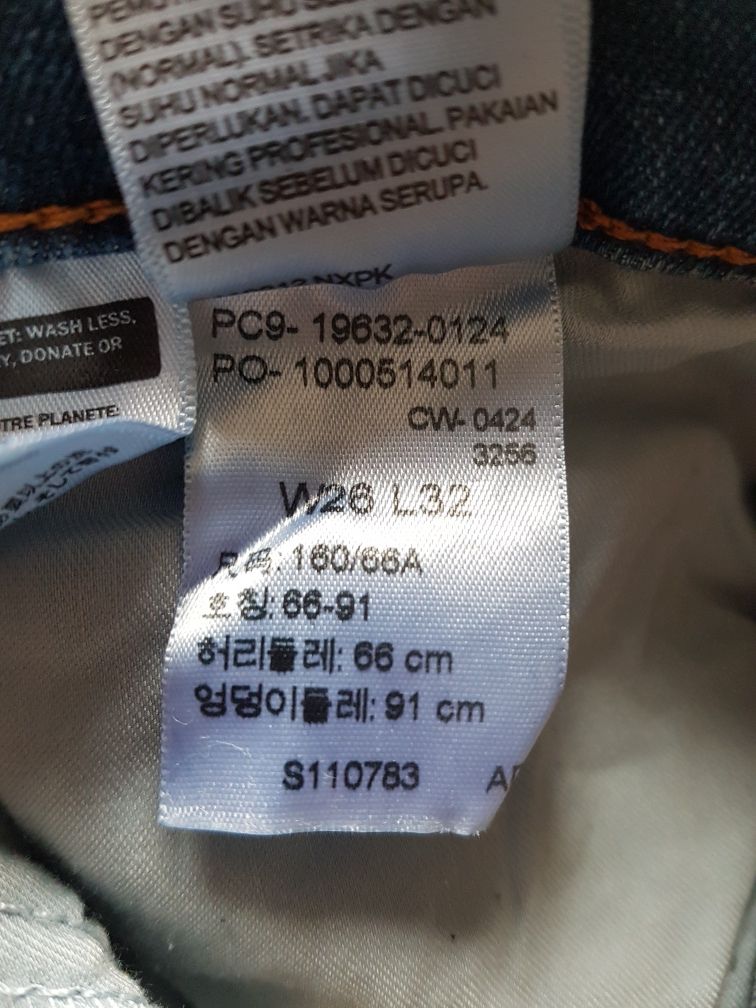 DENGAN SUHU
(NORMAL). SETRIKA DENGAN
SUHU NORMAL JIKA
DIPERLUKAN. DAPAT DICUCI
KERING PROFESIONAL. PAKAIAN
DIBALIK SEBELUM DICUCI
DENGAN WARNA SERUPA.
NXPK
ET: WASH LESS,
Y, DONATE OR
TRE PLANETE:
PC9- 19632-0124
PO- 1000514011
CW- 0424
3256
W26 L32
160/66A
호칭: 66-91
허리둘레: 66 cm
엉덩이둘레: 91 cm
S110783